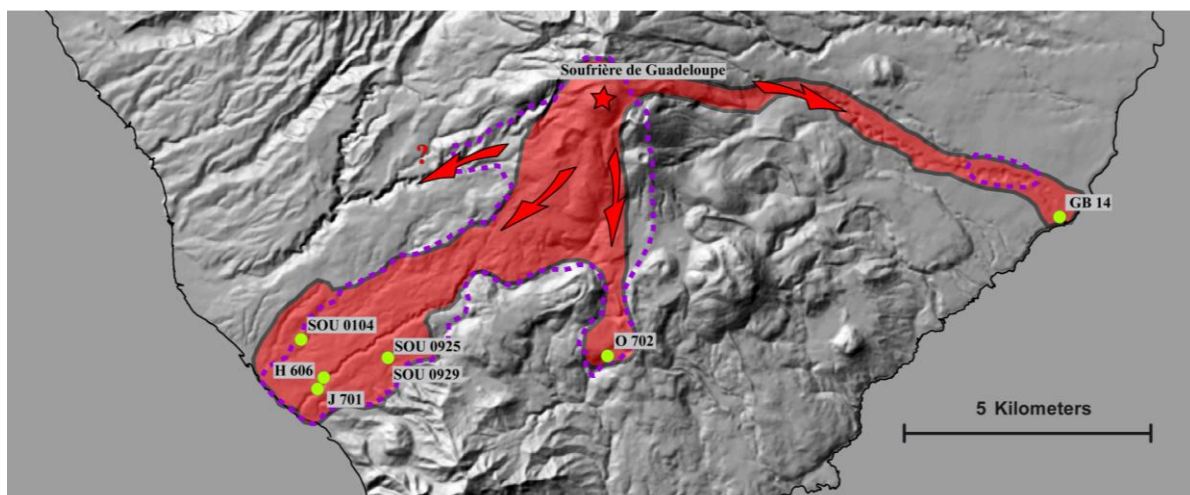 Soufrière de Guadeloupe
?
GB 14
SOU 0104
SOU 0925
O 702
H 606
SOU 0929
J 701
5 Kilometers